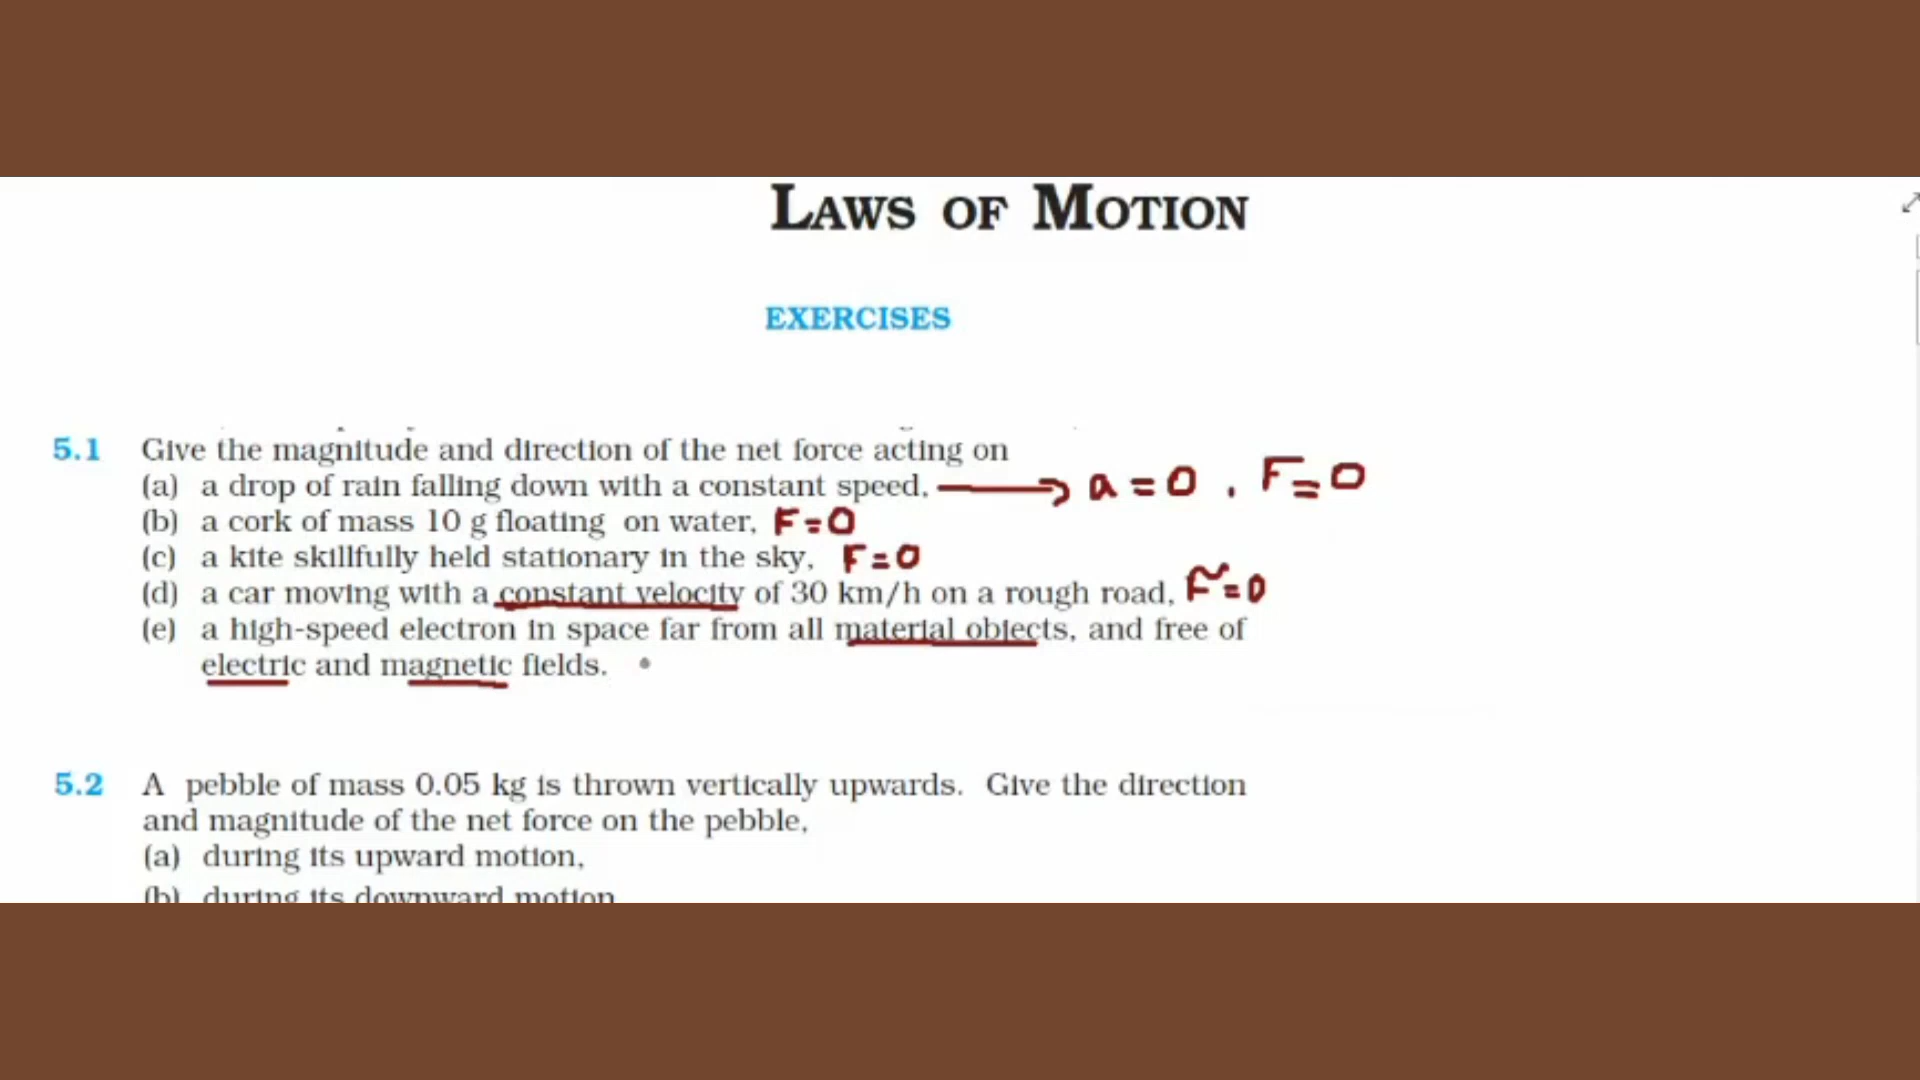 LAWS OF MOTION
EXERCISES
5.1 Give the magnitude and direction of the net force acting on
(a) a drop of rain falling down with a constant speed, a = 0 , F = 0
(b) a cork of mass 10 g floating on water, F = 0
(c) a kite skillfully held stationary in the sky, F = 0
(d) a car moving with a constant velocity of 30 km/h on a rough road, F = 0
(e) a high-speed electron in space far from all material objects, and free of
electric and magnetic fields.
5.2 A pebble of mass 0.05 kg is thrown vertically upwards. Give the direction
and magnitude of the net force on the pebble,
(a) during its upward motion,
(b) during its downward motion